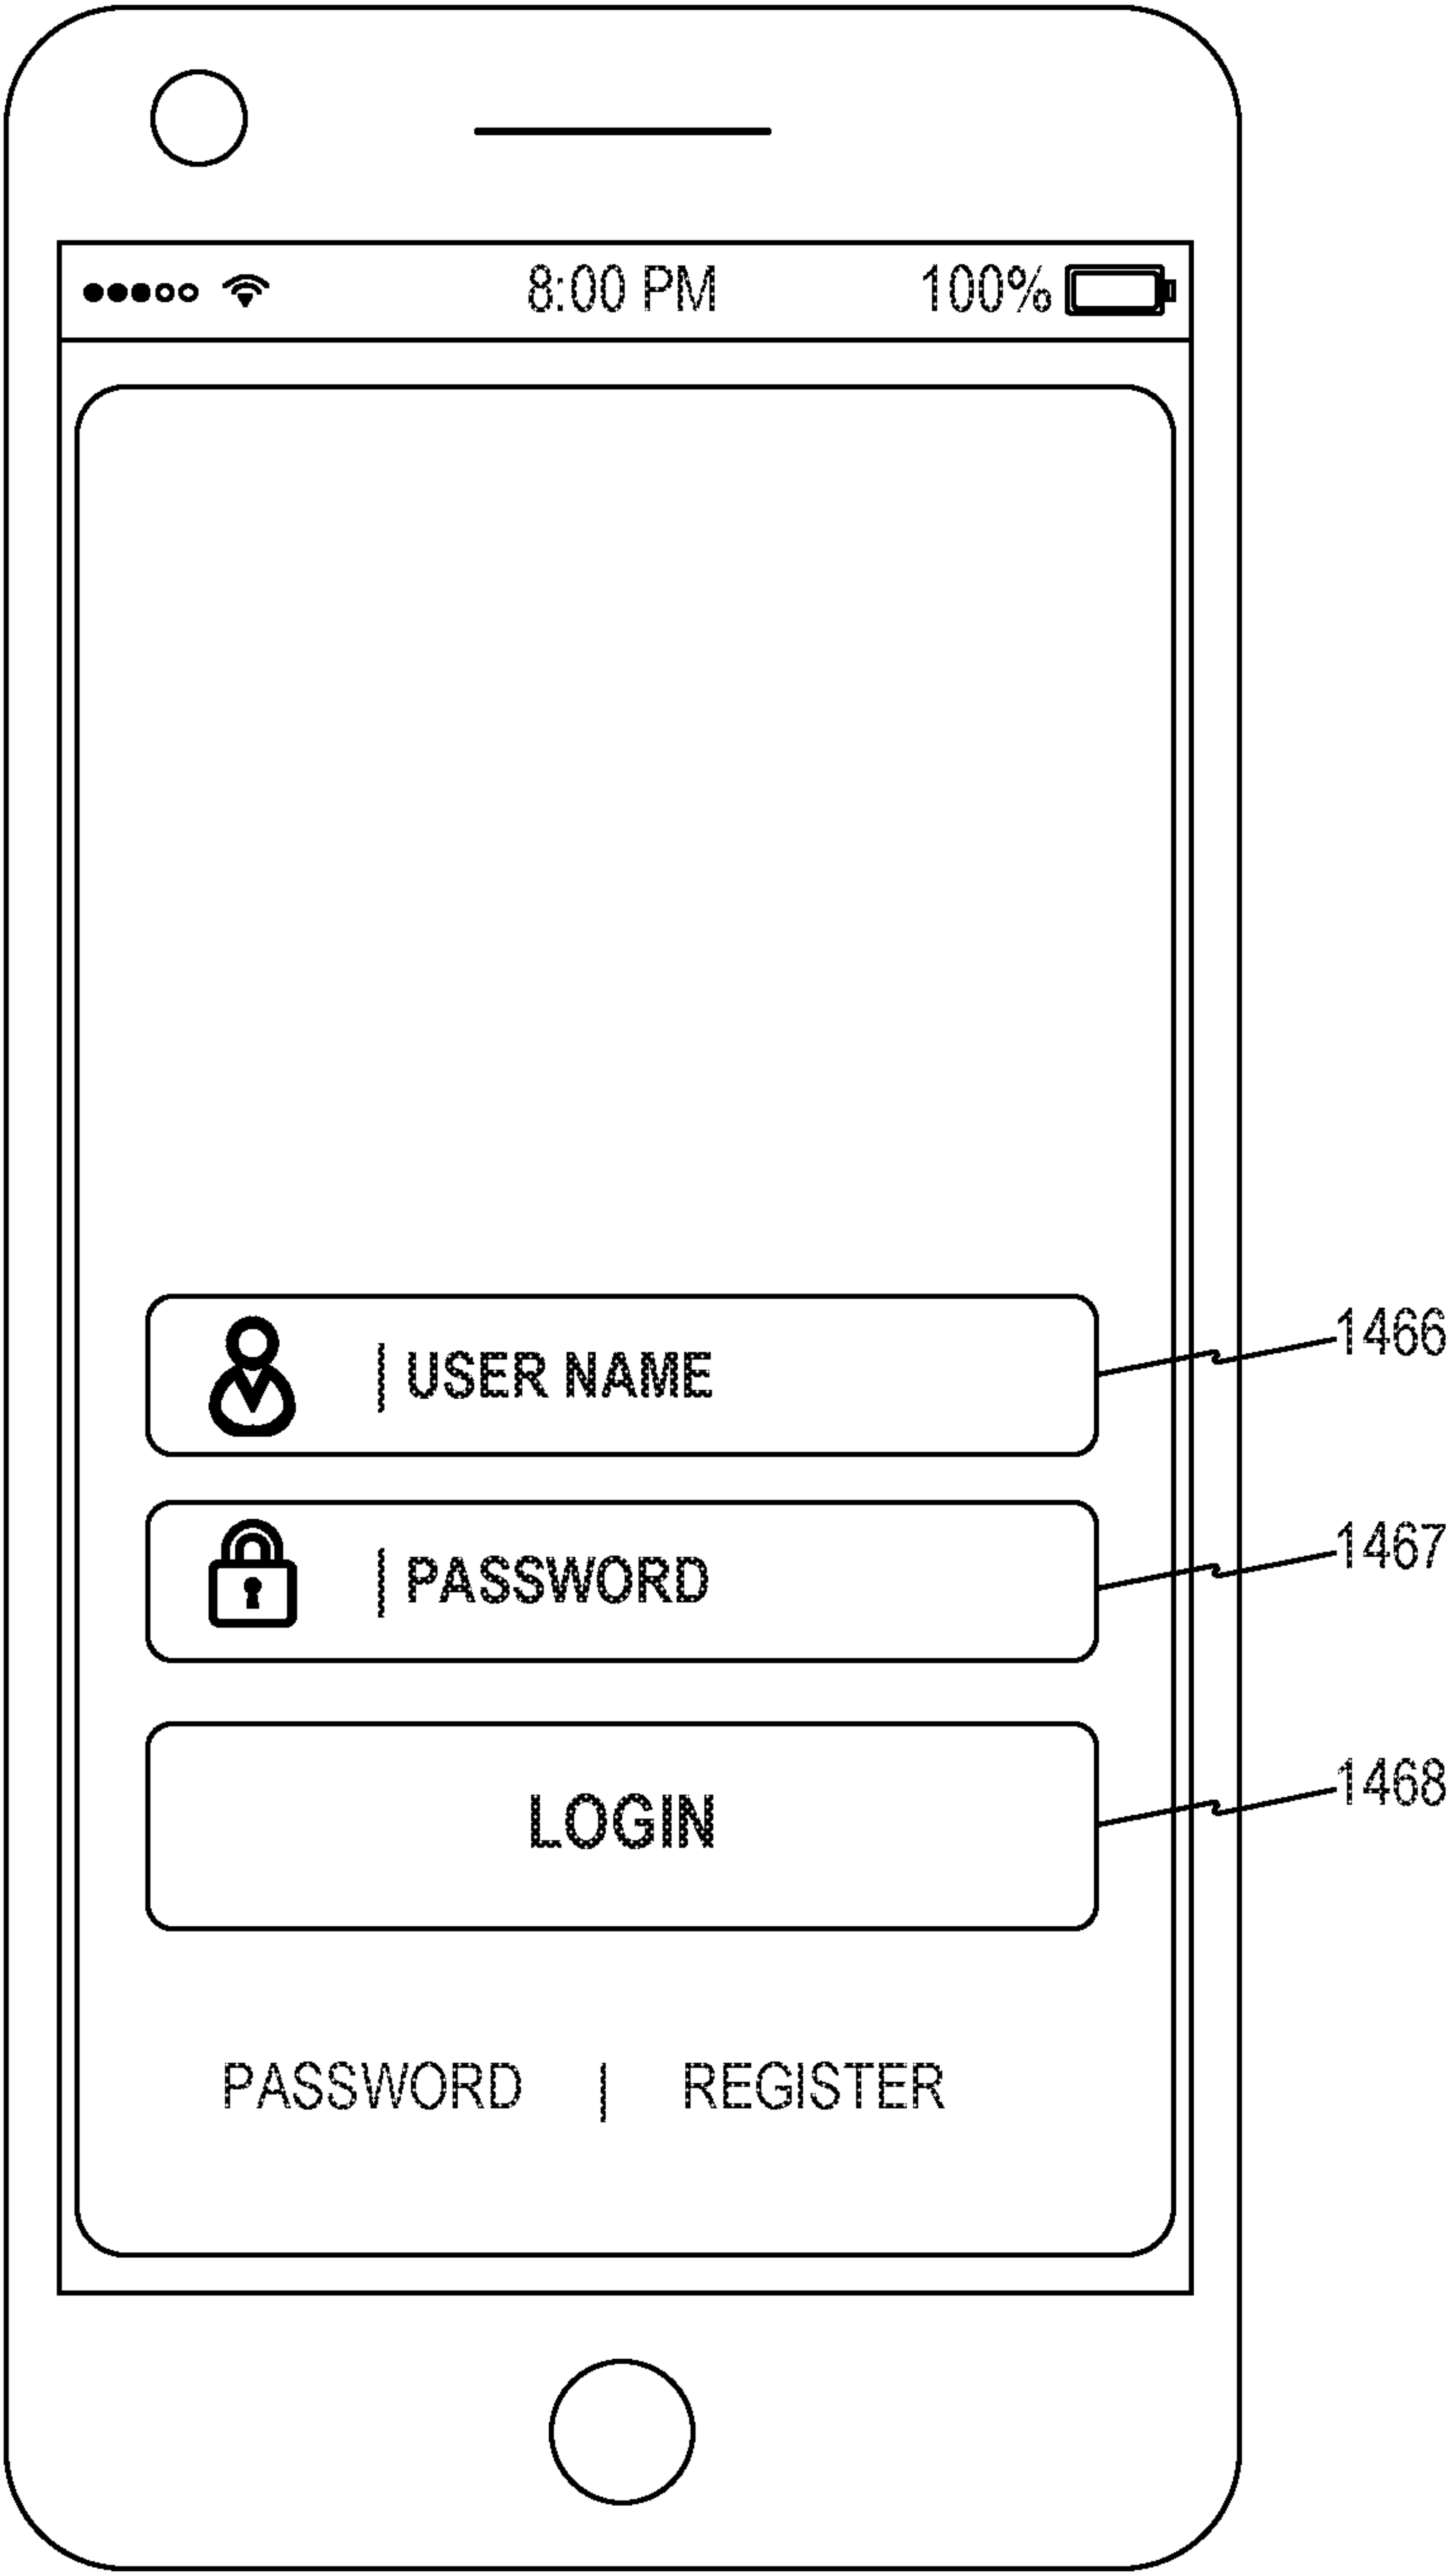 8:00 PM 100%
| USER NAME
1466
| PASSWORD
1467
LOGIN
1468
PASSWORD | REGISTER